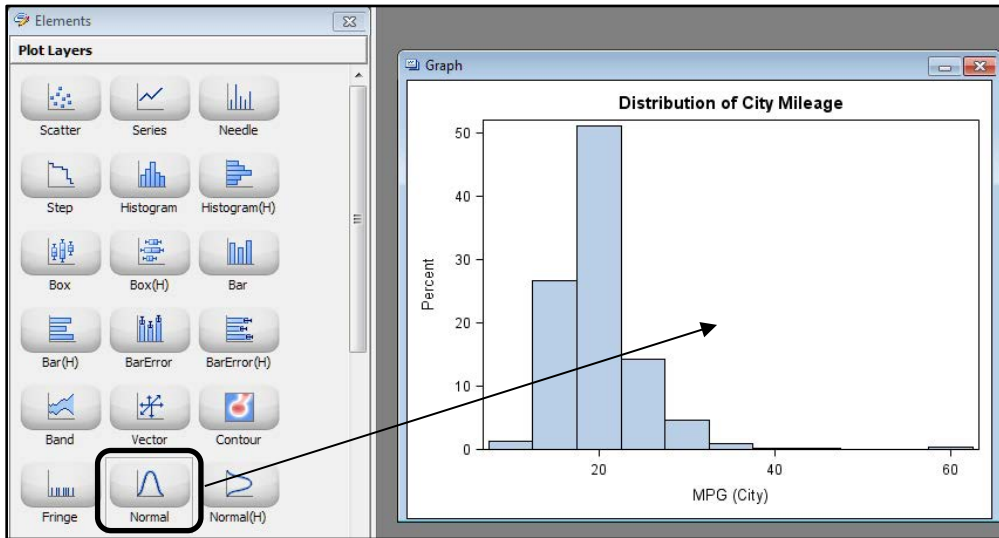 Elements
Plot Layers
Scatter Series Needle
Step Histogram Histogram(H)
Box Box(H) Bar
Bar(H) BarError BarError(H)
Band Vector Contour
Fringe Normal Normal(H)
Graph
Distribution of City Mileage
50
40
30
20
10
0
Percent
20 40 60
MPG (City)